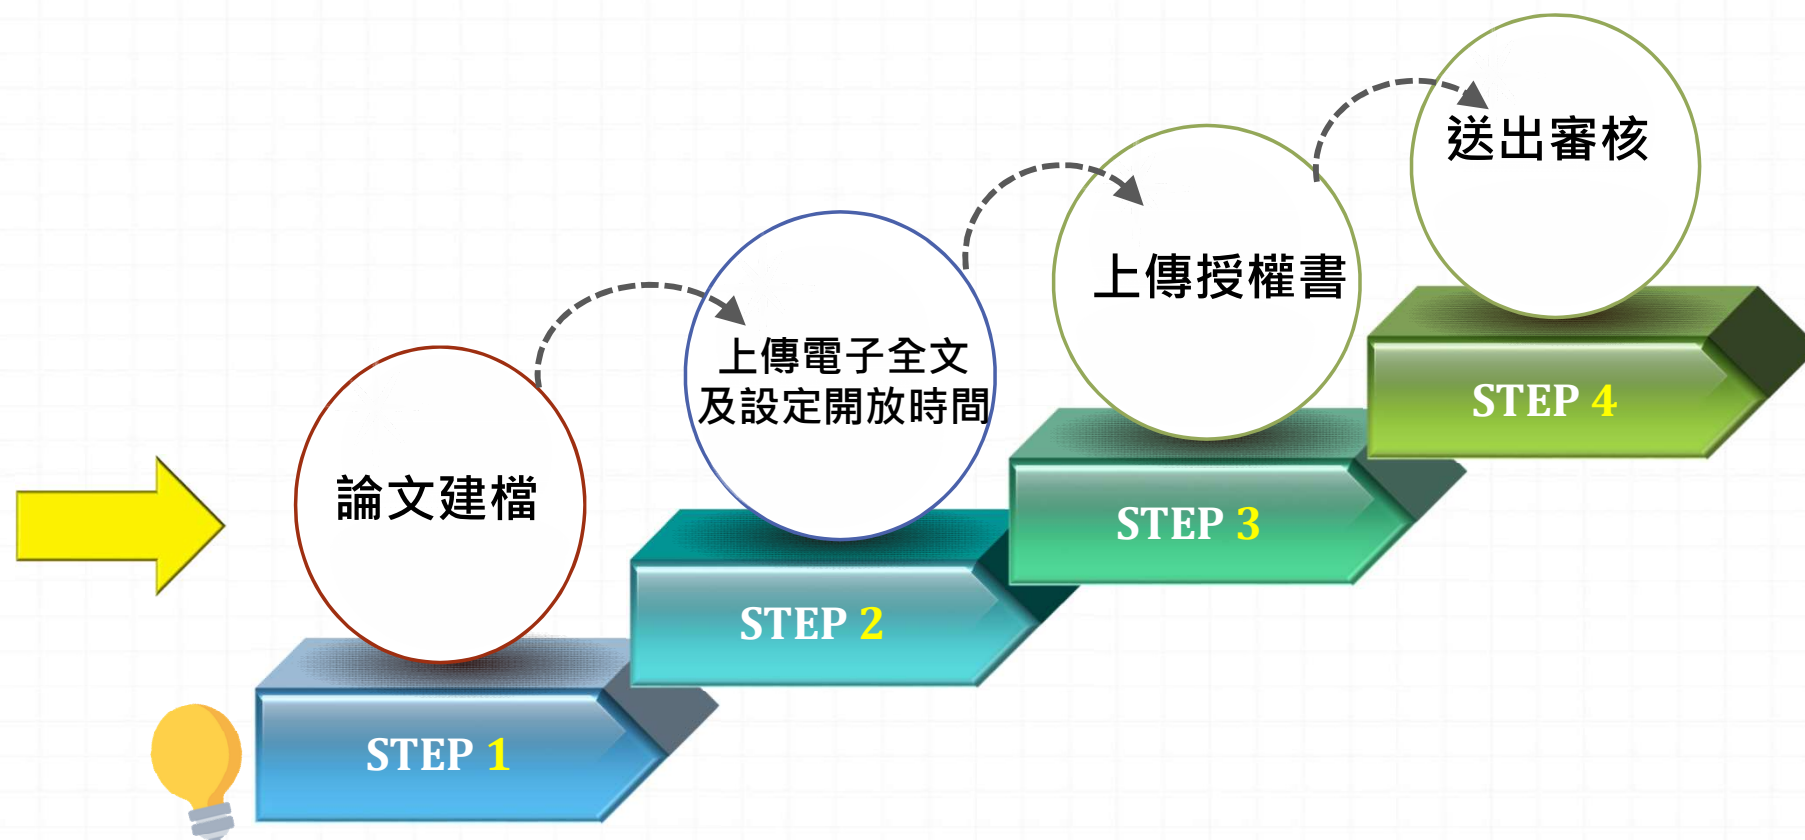 論文建檔
STEP 1
上傳電子全文
及設定開放時間
STEP 2
上傳授權書
STEP 3
送出審核
STEP 4